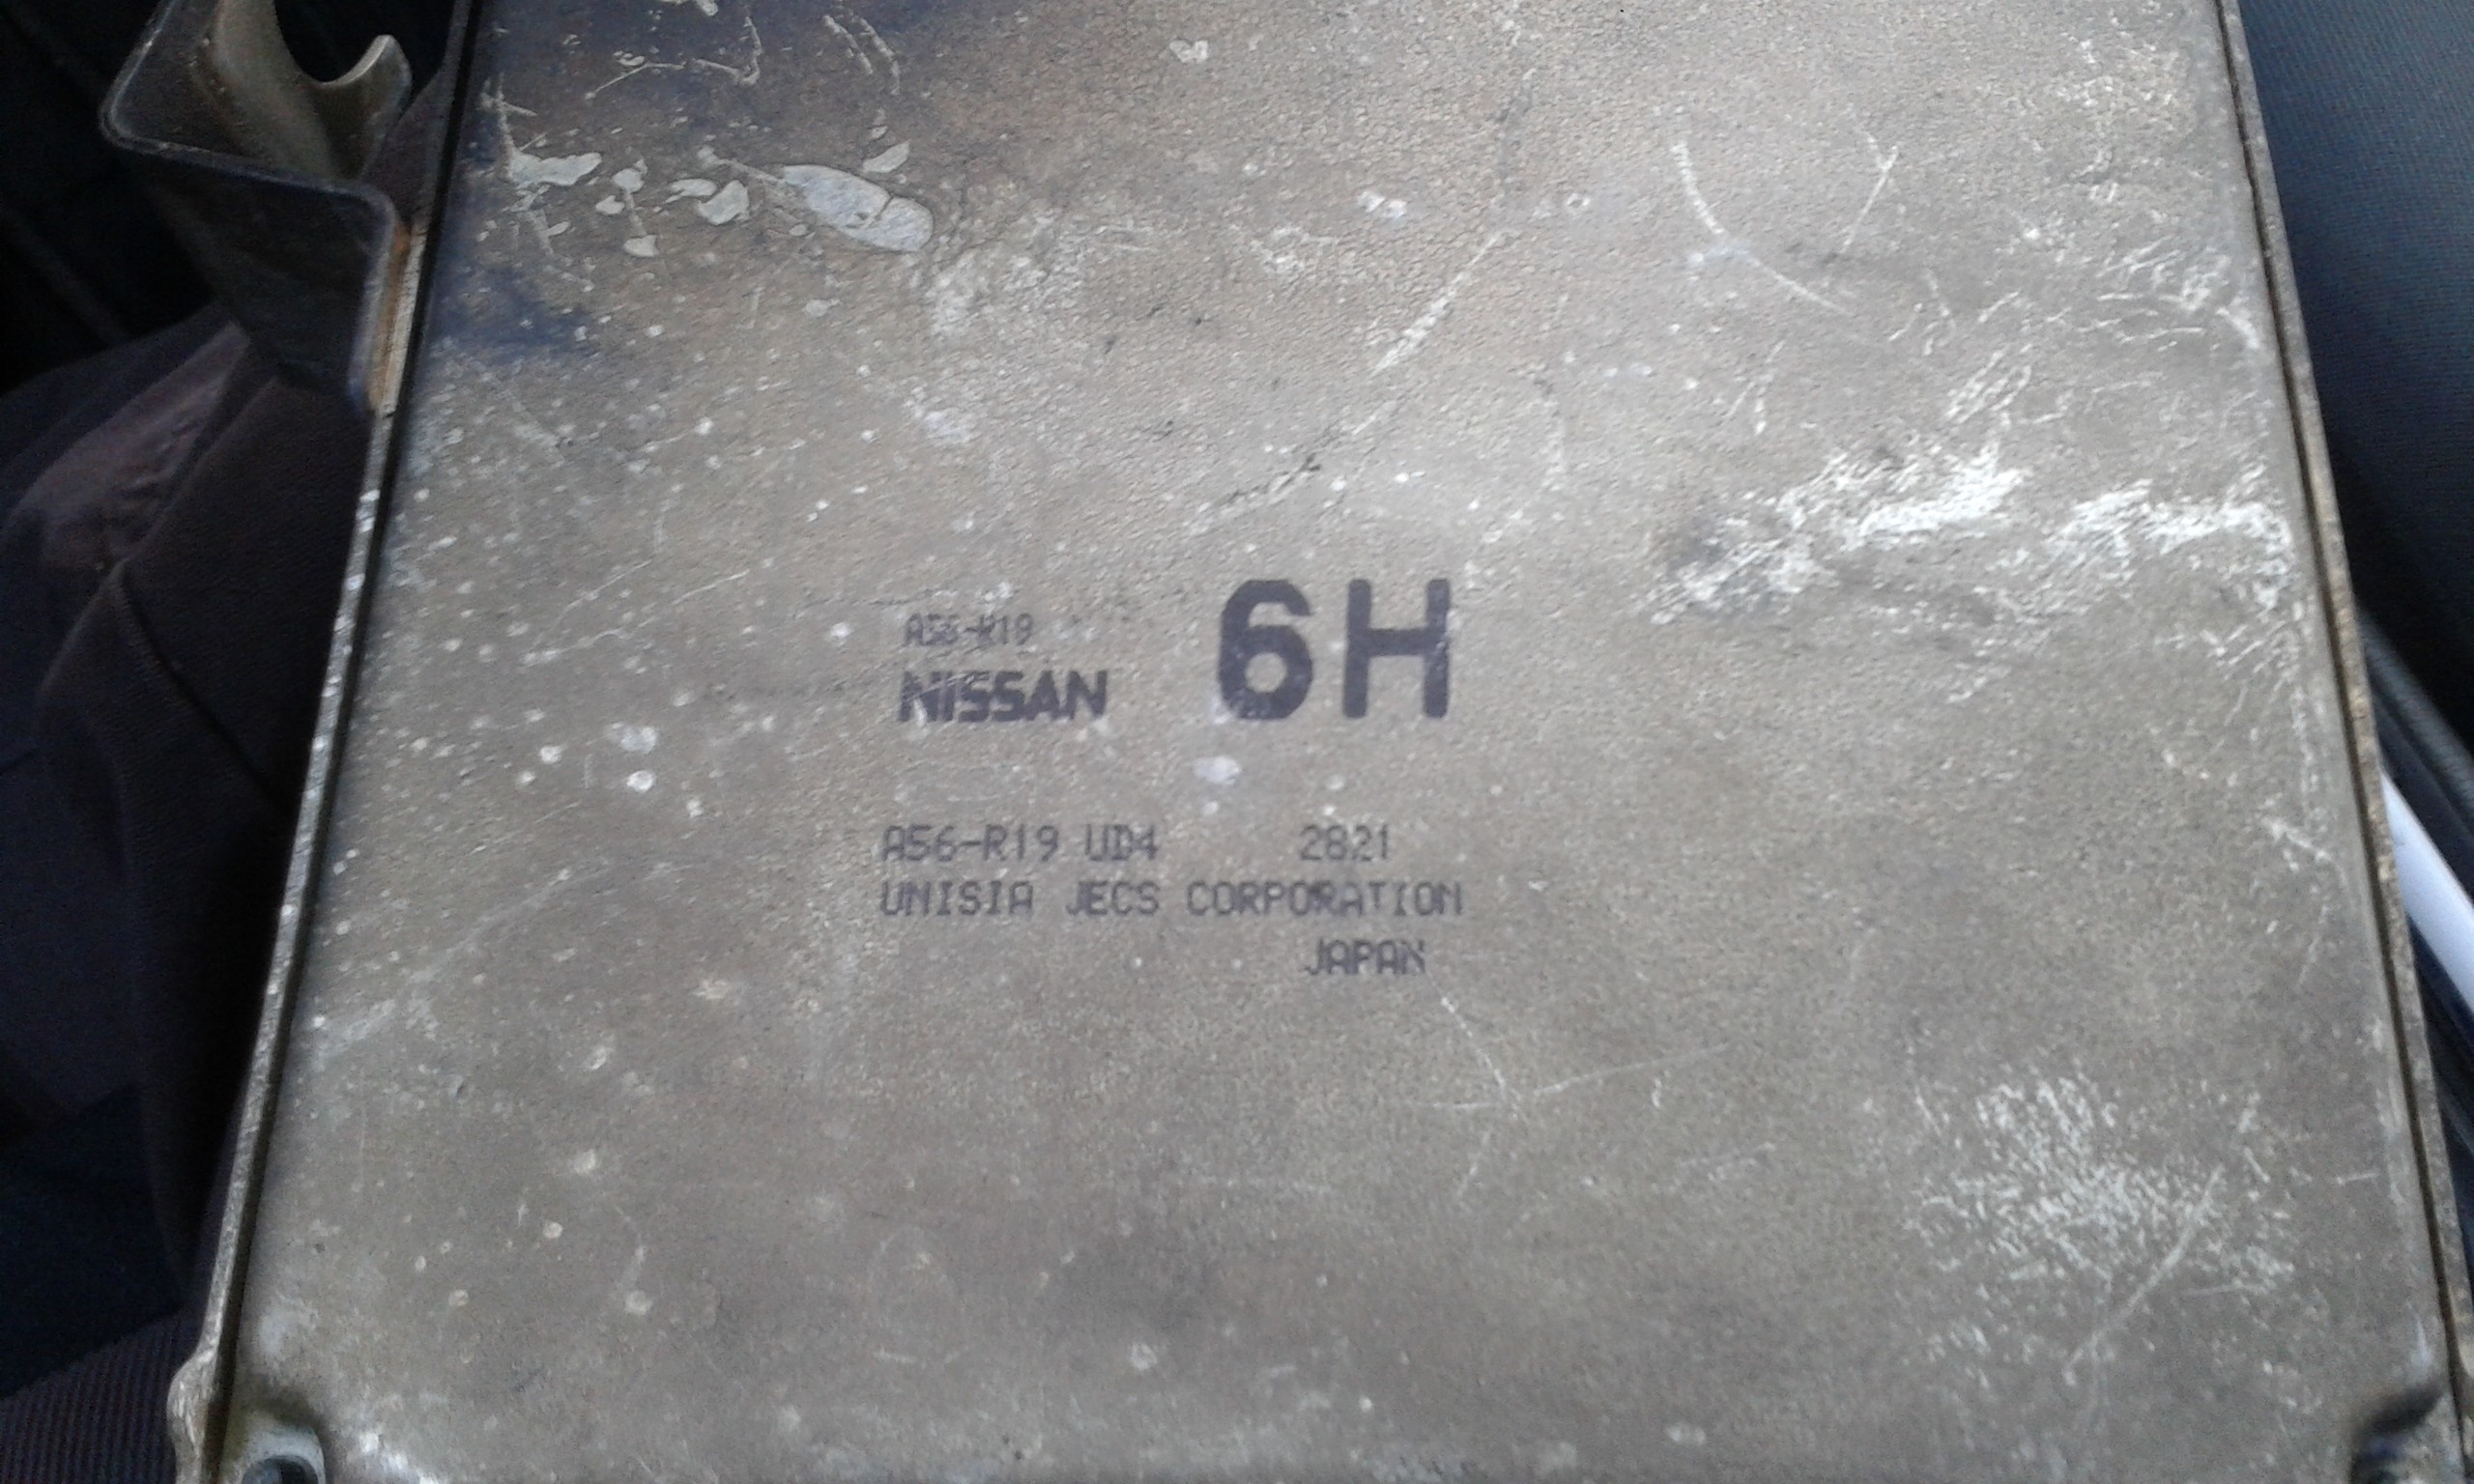 A56-R19
NISSAN 6H
A56-R19 UD4 2821
UNISIA JECS CORPORATION
JAPAN